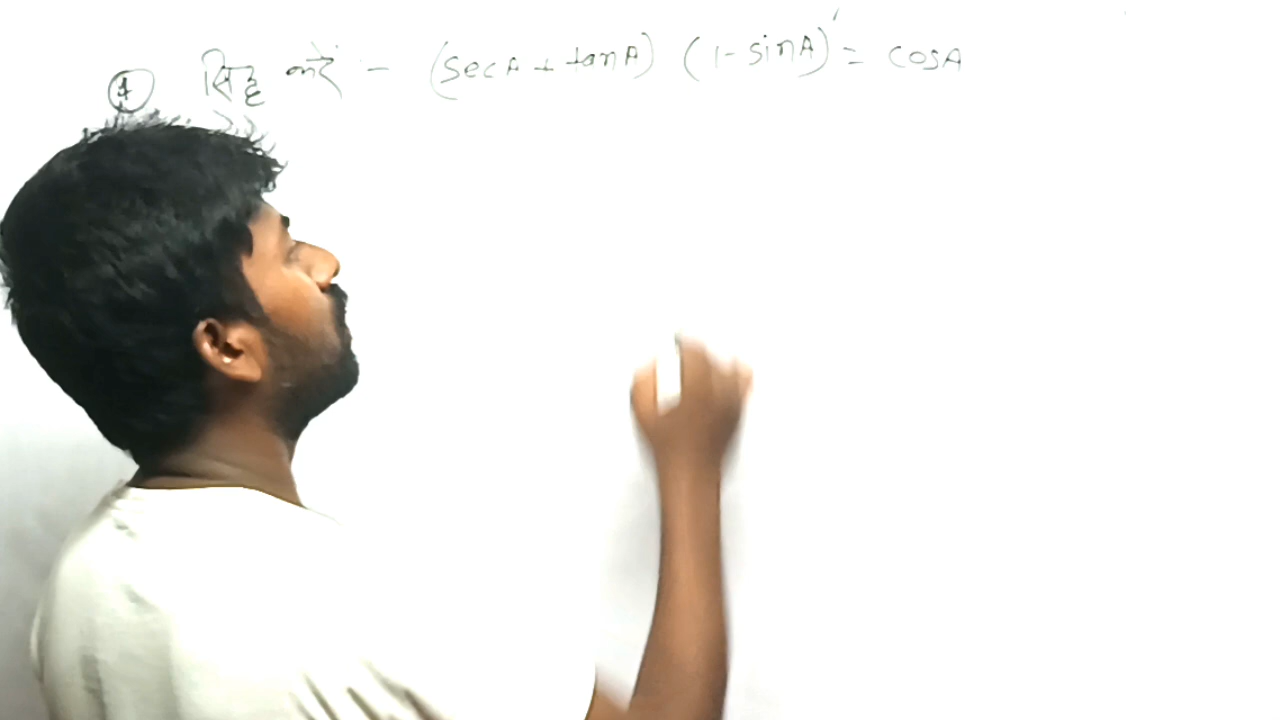 ④ सिद्ध करें - (secA + tanA) (1 - sinA) = cosA